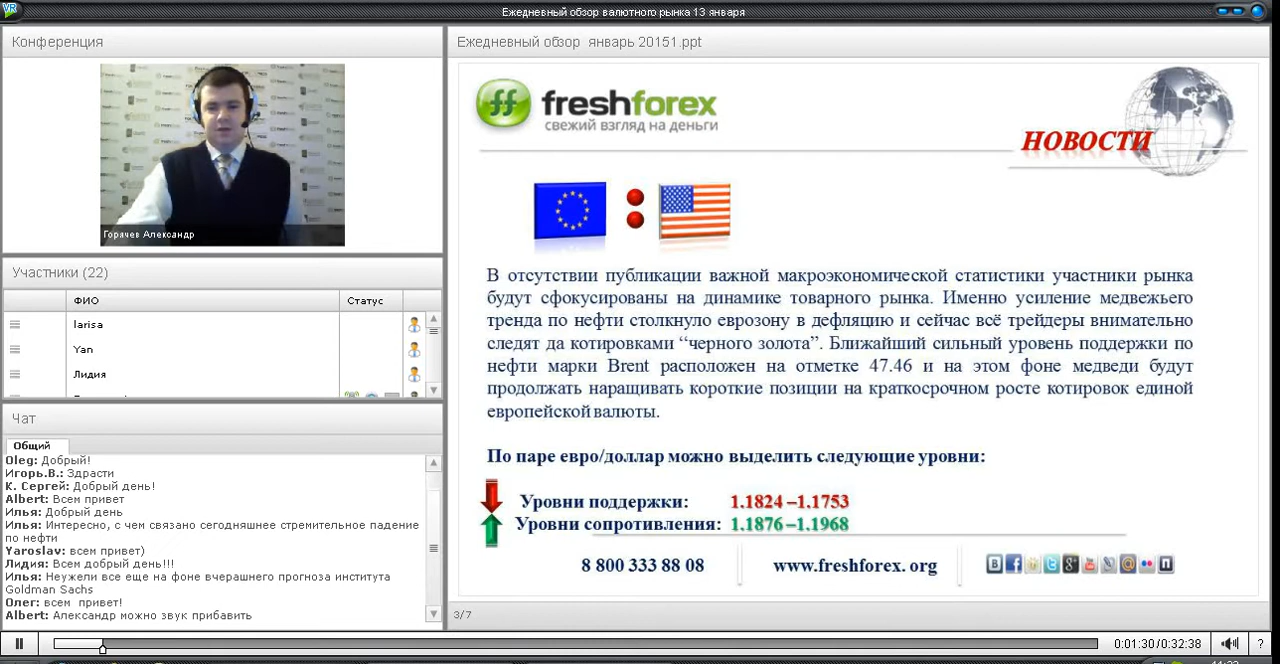 VR
Ежедневный обзор валютного рынка 13 января
Конференция
Горачев Александр
Участники (22)
ФИО
Статус
larisa
Yan
Лидия
Чат
Общий
Oleg: Добрый!
Игорь.В.: Здрасти
К. Сергей: Добрый день!
Albert: Всем привет
Илья: Добрый день
Илья: Интересно, с чем связано сегодняшнее стремительное падение
по нефти
Yaroslav: всем привет)
Лидия: Всем добрый день!!!
Илья: Неужели все еще на фоне вчерашнего прогноза института
Goldman Sachs
Олег: всем привет!
Albert: Александр можно звук прибавить
Ежедневный обзор январь 20151.ppt
ff freshforex
свежий взгляд на деньги
НОВОСТИ
В отсутствии публикации важной макроэкономической статистики участники рынка
будут сфокусированы на динамике товарного рынка. Именно усиление медвежьего
тренда по нефти столкнуло еврозону в дефляцию и сейчас всё трейдеры внимательно
следят да котировками “черного золота”. Ближайший сильный уровень поддержки по
нефти марки Brent расположен на отметке 47.46 и на этом фоне медведи будут
продолжать наращивать короткие позиции на краткосрочном росте котировок единой
европейской валюты.
По паре евро/доллар можно выделить следующие уровни:
Уровни поддержки: 1.1824 –1.1753
Уровни сопротивления: 1.1876 –1.1968
8 800 333 88 08
www.freshforex. org
3/7
0:01:30/0:32:38
?